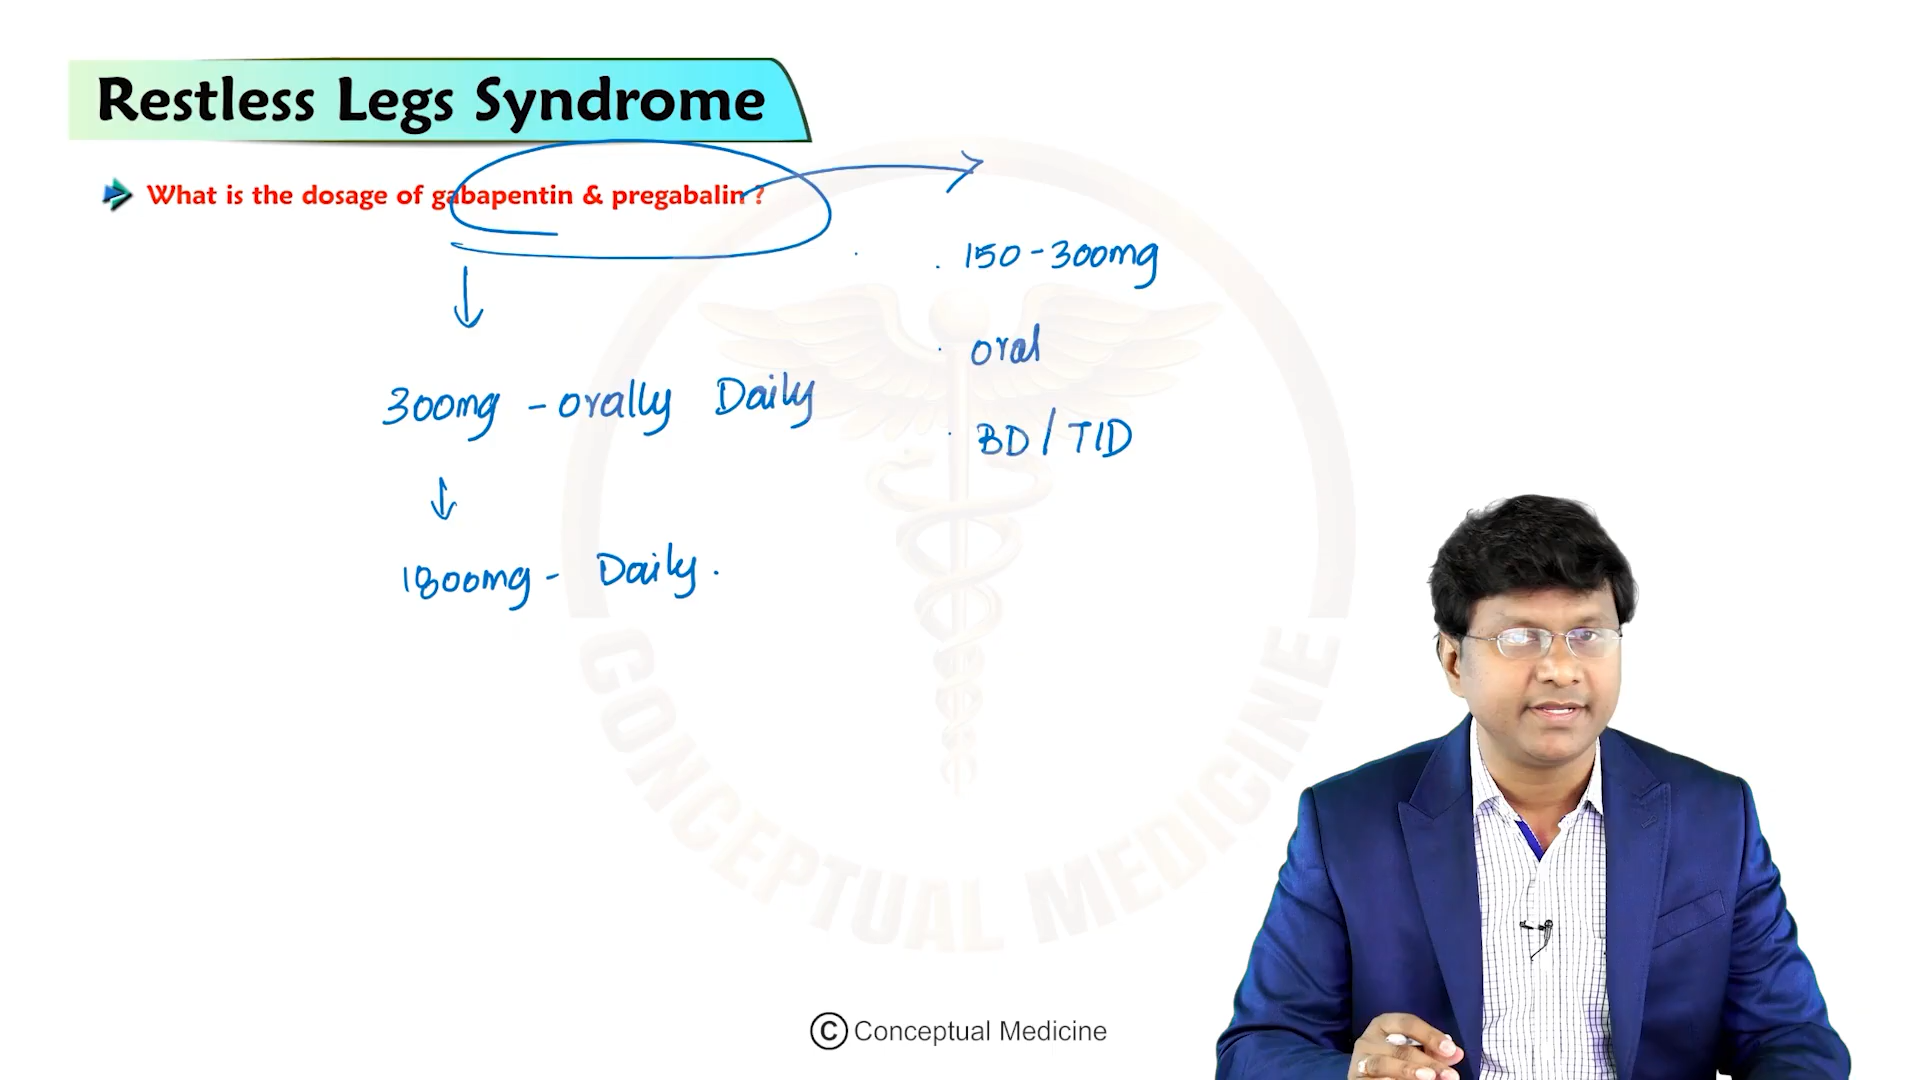 Restless Legs Syndrome
What is the dosage of gabapentin & pregabalin ?
150-300mg
oral
BD / TID
300mg - orally Daily
1800mg - Daily.
CONCEPTUAL MEDICINE
© Conceptual Medicine